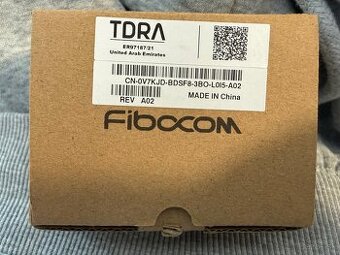 TDRA
ER97187/21
United Arab Emirates
CN-0V7KJD-BDSF8-3BO-L0I5-A02
REV A02
MADE IN China
Fibocom